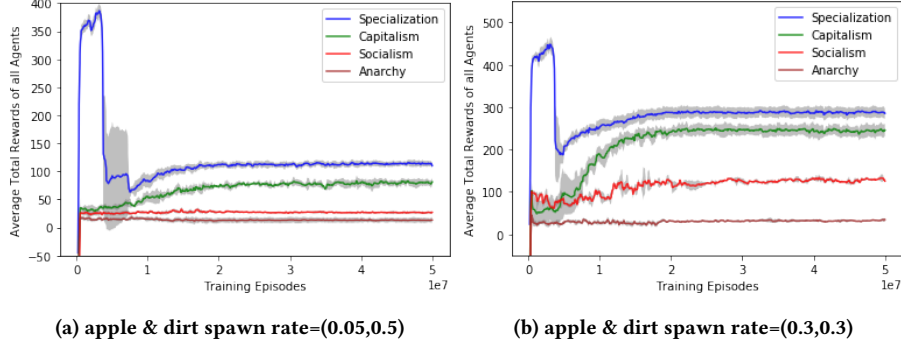 Average Total Rewards of all Agents
400
350
300
250
200
150
100
50
0
−50
Specialization
Capitalism
Socialism
Anarchy
0
1
2
3
4
5
1e7
Training Episodes
(a) apple & dirt spawn rate=(0.05,0.5)
Average Total Rewards of all Agents
500
400
300
200
100
0
Specialization
Capitalism
Socialism
Anarchy
0
1
2
3
4
5
1e7
Training Episodes
(b) apple & dirt spawn rate=(0.3,0.3)